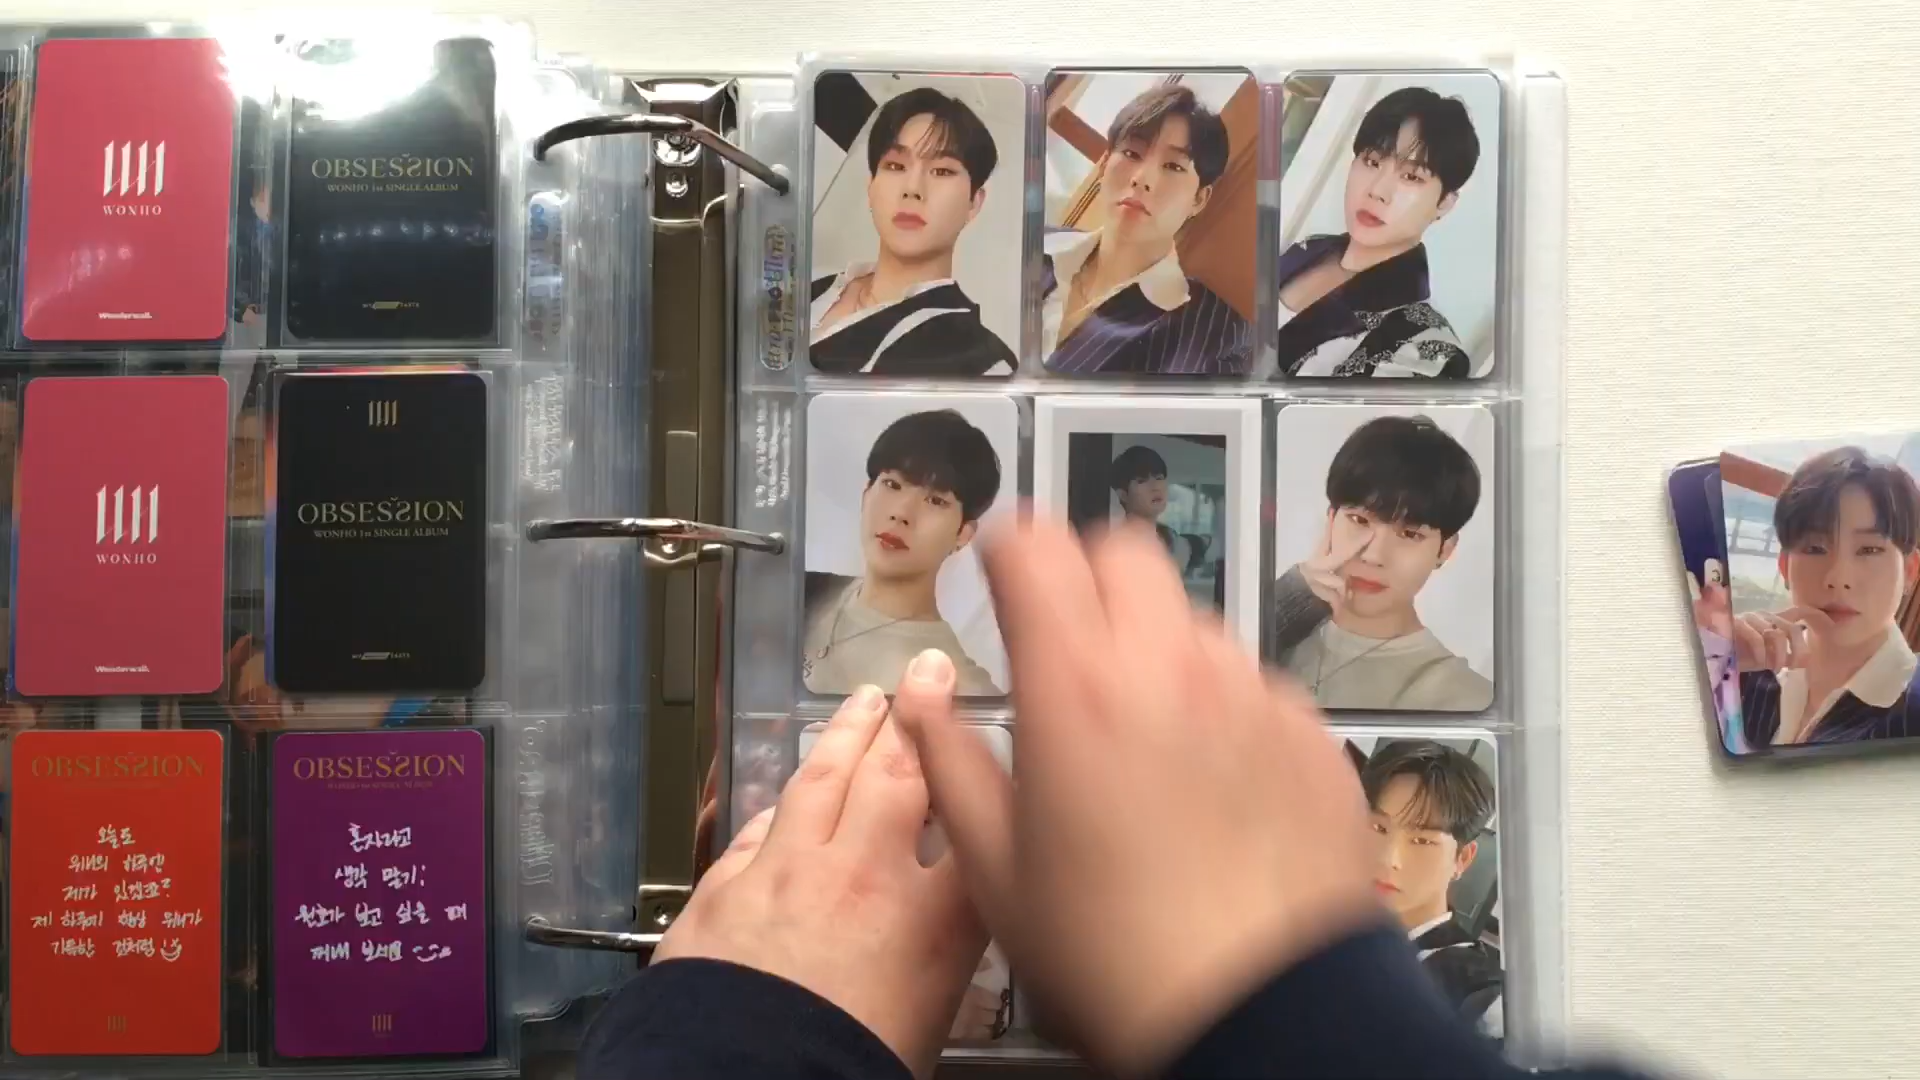 WONHO
Wonderwall.
OBSESSION
WONHO 1st SINGLE ALBUM
WONHO
Wonderwall.
OBSESSION
WONHO 1st SINGLE ALBUM
OBSESSION
오늘도
위니의 하루엔
제가 있겠죠?
제 하루에 항상 위니가
가득한 것처럼
OBSESSION
혼자라고
생각 말기!
원호가 보고 싶을 때
꺼내 보세요